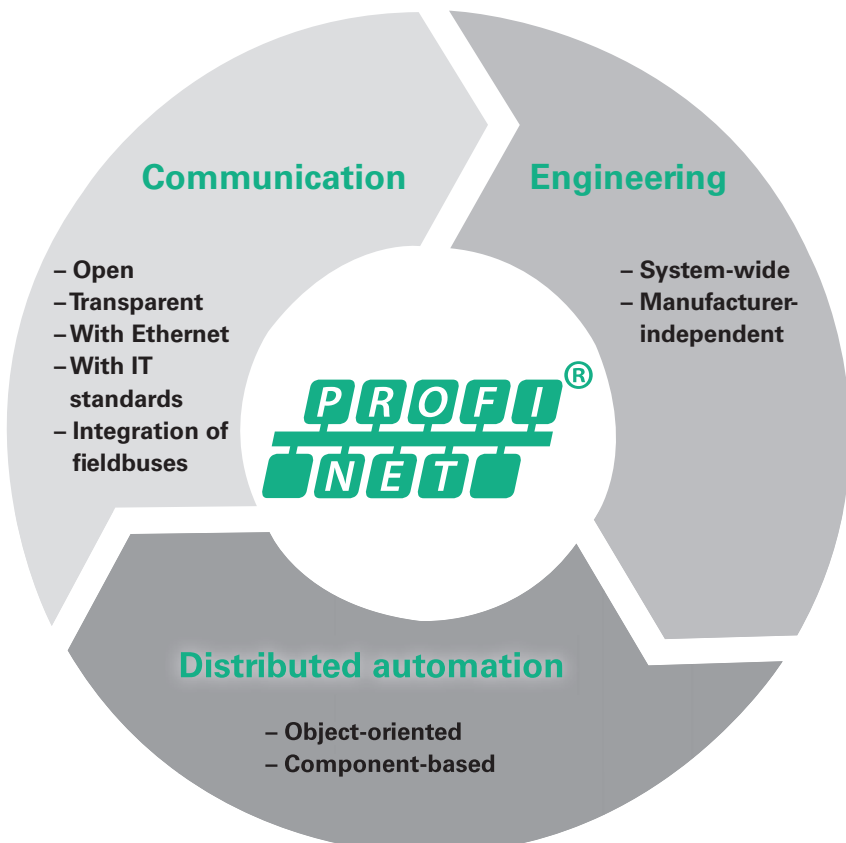 Communication
– Open
– Transparent
– With Ethernet
– With IT
standards
– Integration of
fieldbuses
Engineering
– System-wide
– Manufacturer-
independent
PROFI®
NET
Distributed automation
– Object-oriented
– Component-based